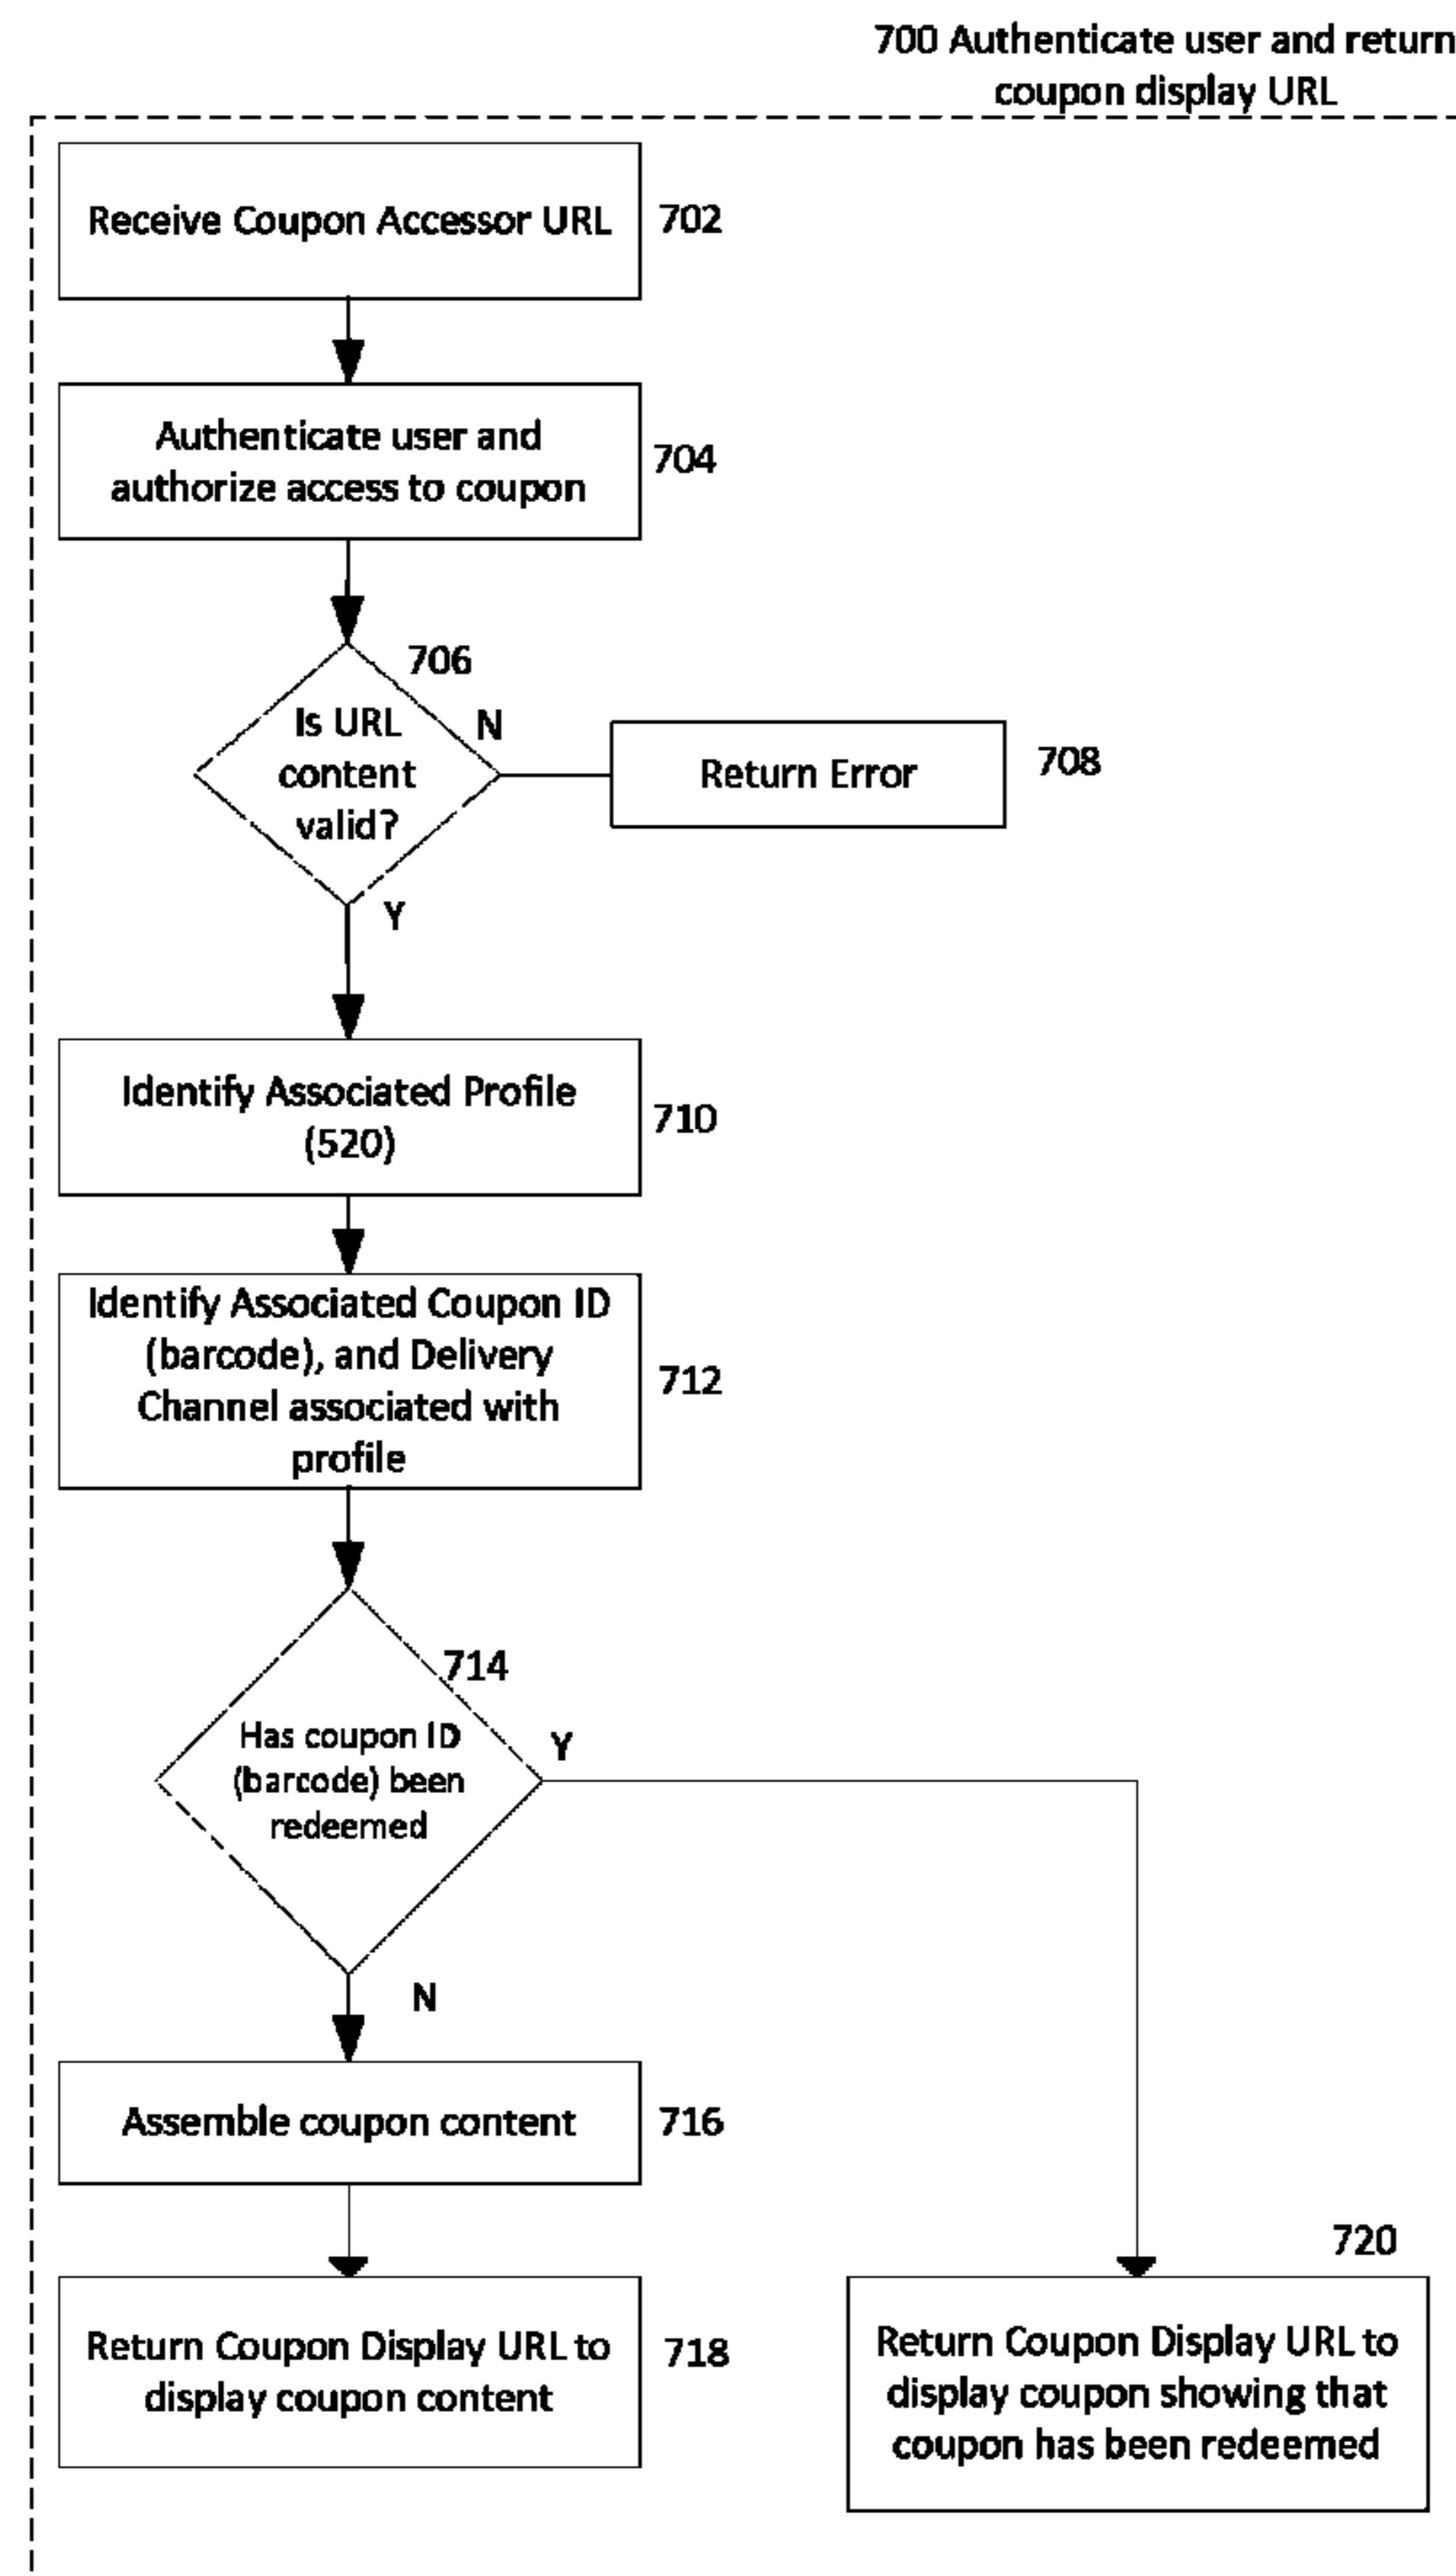 700 Authenticate user and return
coupon display URL
Receive Coupon Accessor URL
702
Authenticate user and
authorize access to coupon
704
706
Is URL
content
valid?
N
Return Error
708
Y
Identify Associated Profile
(520)
710
Identify Associated Coupon ID
(barcode), and Delivery
Channel associated with
profile
712
714
Has coupon ID
(barcode) been
redeemed
Y
N
Assemble coupon content
716
Return Coupon Display URL to
display coupon content
718
720
Return Coupon Display URL to
display coupon showing that
coupon has been redeemed